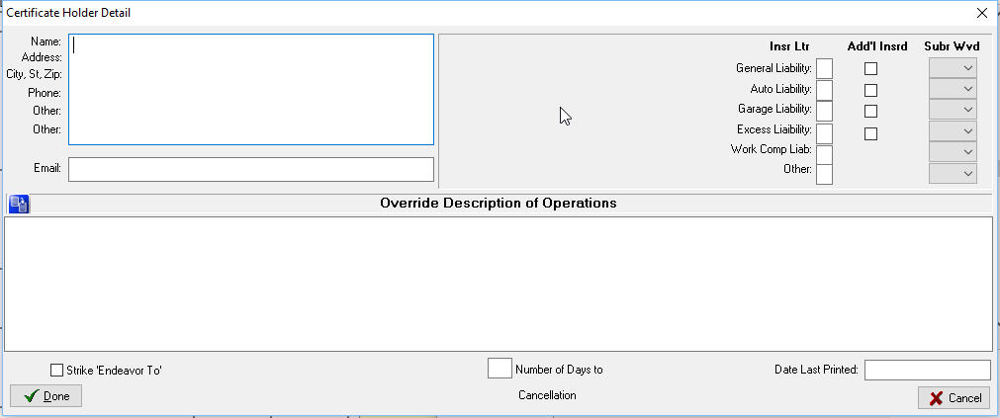 Certificate Holder Detail
Name:
Address:
City, St, Zip:
Phone:
Other:
Other:
Email:
Insr Ltr Add'l Insrd Subr Wvd
General Liability:
Auto Liability:
Garage Liability:
Excess Liaibility:
Work Comp Liab:
Other:
Override Description of Operations
Strike 'Endeavor To'
Number of Days to
Cancellation
Date Last Printed:
Done
Cancel